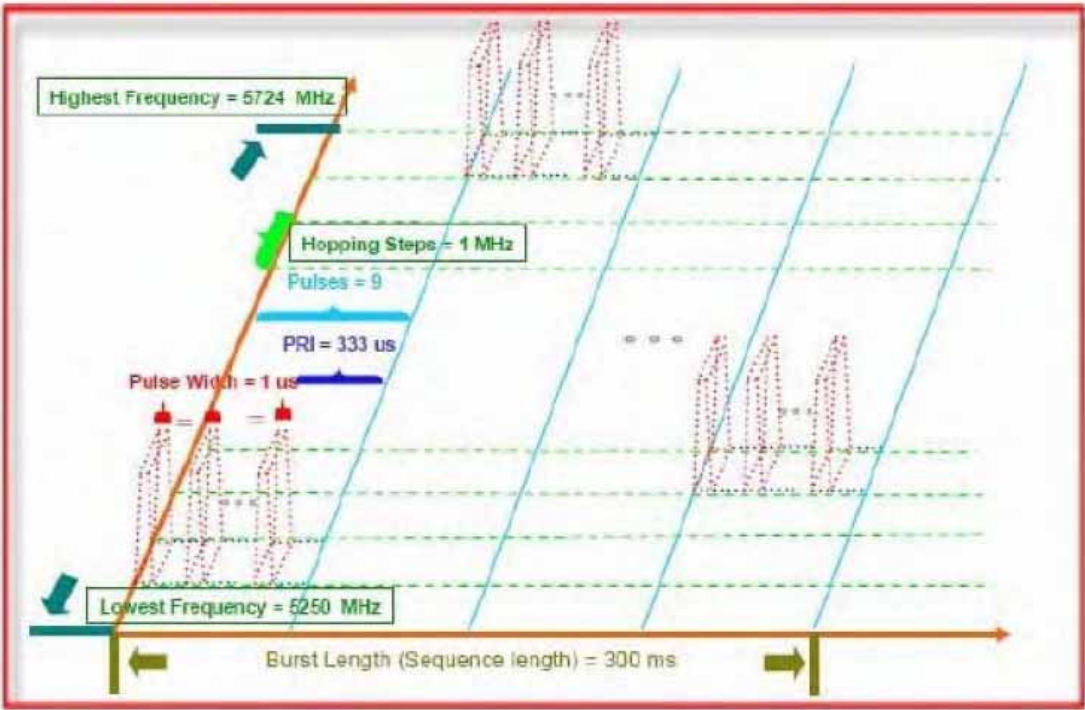 Highest Frequency = 5724 MHz
Hopping Steps = 1 MHz
Pulses = 9
PRI = 333 us
Pulse Width = 1 us
Lowest Frequency = 5250 MHz
Burst Length (Sequence length) = 300 ms